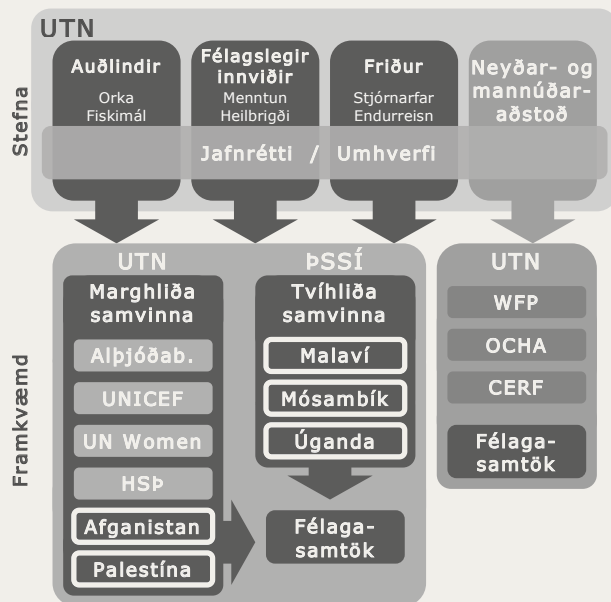 UTN
Stefna
Auðlindir
Orka
Fiskimál
Félagslegir
innviðir
Menntun
Heilbrigði
Friður
Stjórnarfar
Endurreisn
Neyðar- og
mannúðar-
aðstoð
Jafnrétti / Umhverfi
Framkvæmd
UTN
Marghliða
samvinna
Alþjóðab.
UNICEF
UN Women
HSÞ
Afganistan
Palestína
ÞSSÍ
Tvíhliða
samvinna
Malaví
Mósambík
Úganda
Félaga-
samtök
UTN
WFP
OCHA
CERF
Félaga-
samtök